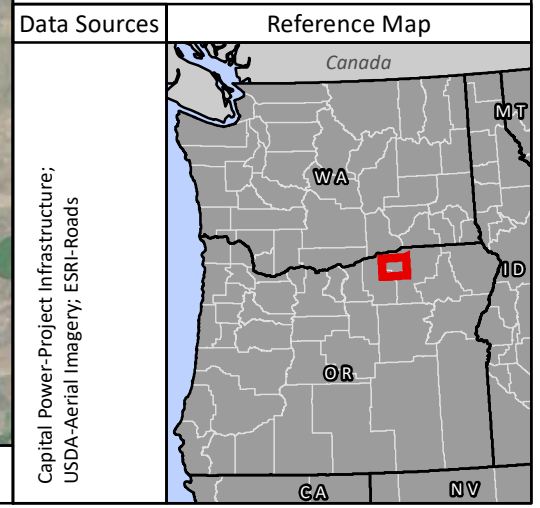 Data Sources
Reference Map
Capital Power-Project Infrastructure;
USDA-Aerial Imagery; ESRI-Roads
Canada
MT
WA
ID
OR
CA
NV